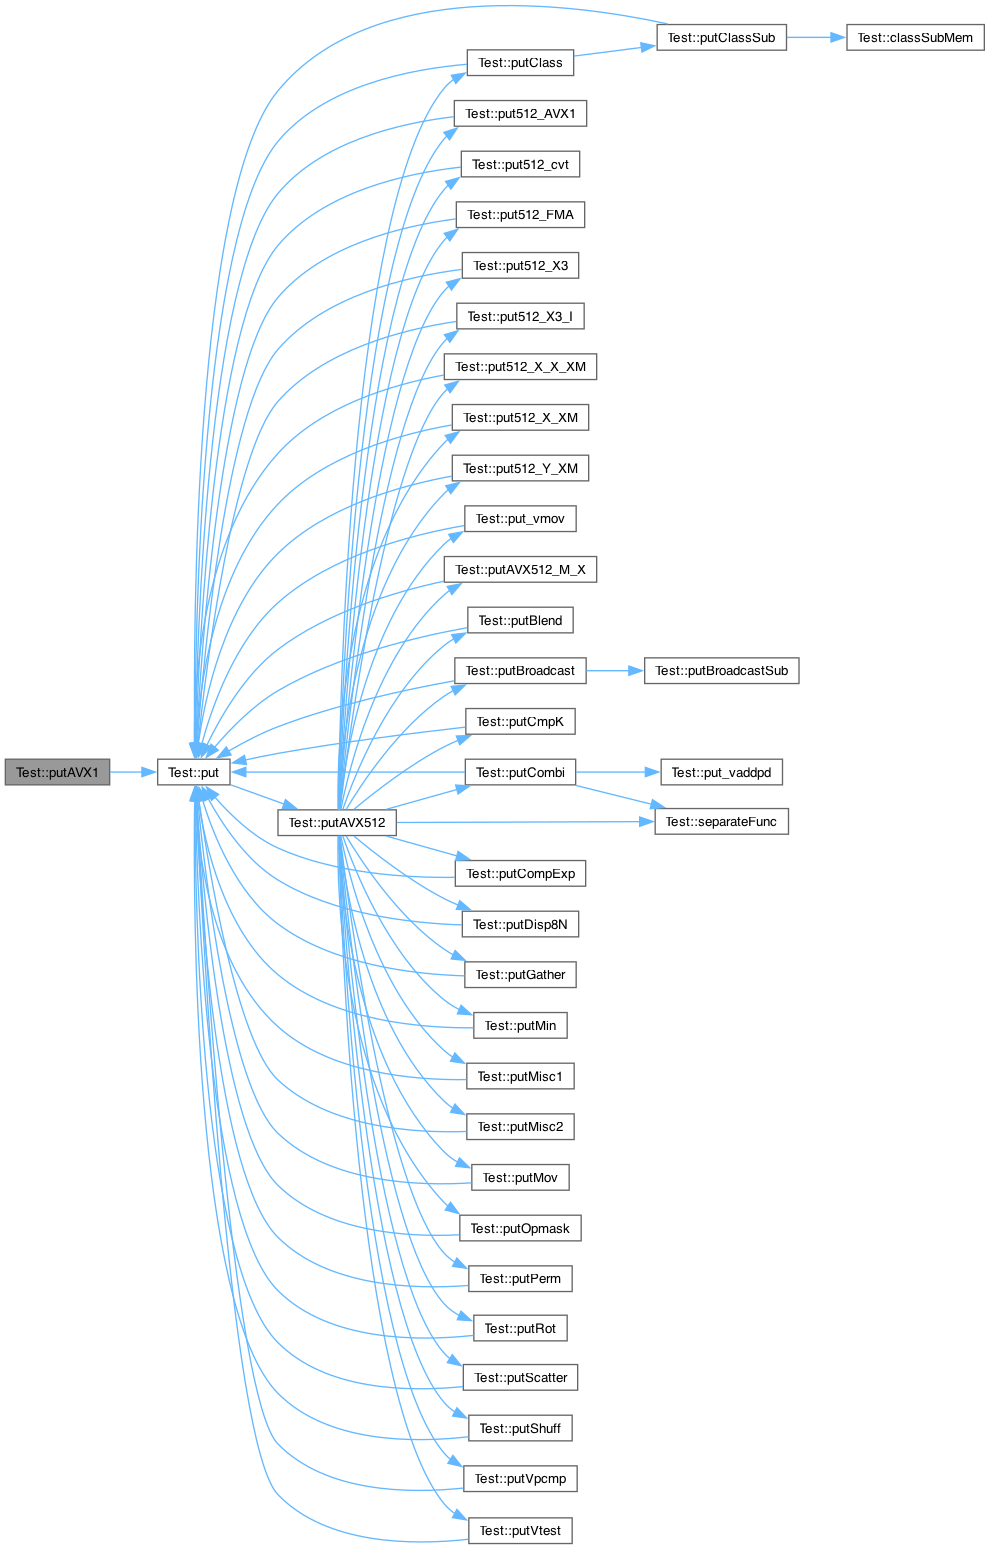 Test::putClassSub
Test::classSubMem
Test::putClass
Test::put512_AVX1
Test::put512_cvt
Test::put512_FMA
Test::put512_X3
Test::put512_X3_I
Test::put512_X_X_XM
Test::put512_X_XM
Test::put512_Y_XM
Test::put_vmov
Test::putAVX512_M_X
Test::putBlend
Test::putBroadcast
Test::putBroadcastSub
Test::putCmpK
Test::putAVX1
Test::put
Test::putCombi
Test::put_vaddpd
Test::putAVX512
Test::separateFunc
Test::putCompExp
Test::putDisp8N
Test::putGather
Test::putMin
Test::putMisc1
Test::putMisc2
Test::putMov
Test::putOpmask
Test::putPerm
Test::putRot
Test::putScatter
Test::putShuff
Test::putVpcmp
Test::putVtest